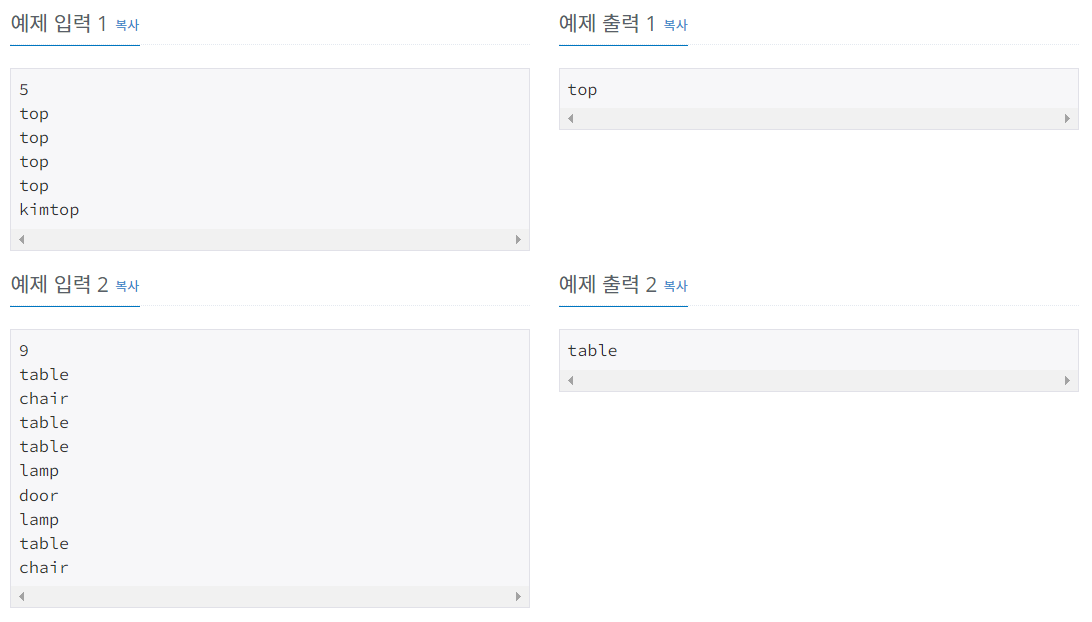 예제 입력 1 복사
5
top
top
top
top
kimtop
예제 출력 1 복사
top
예제 입력 2 복사
9
table
chair
table
table
lamp
door
lamp
table
chair
예제 출력 2 복사
table